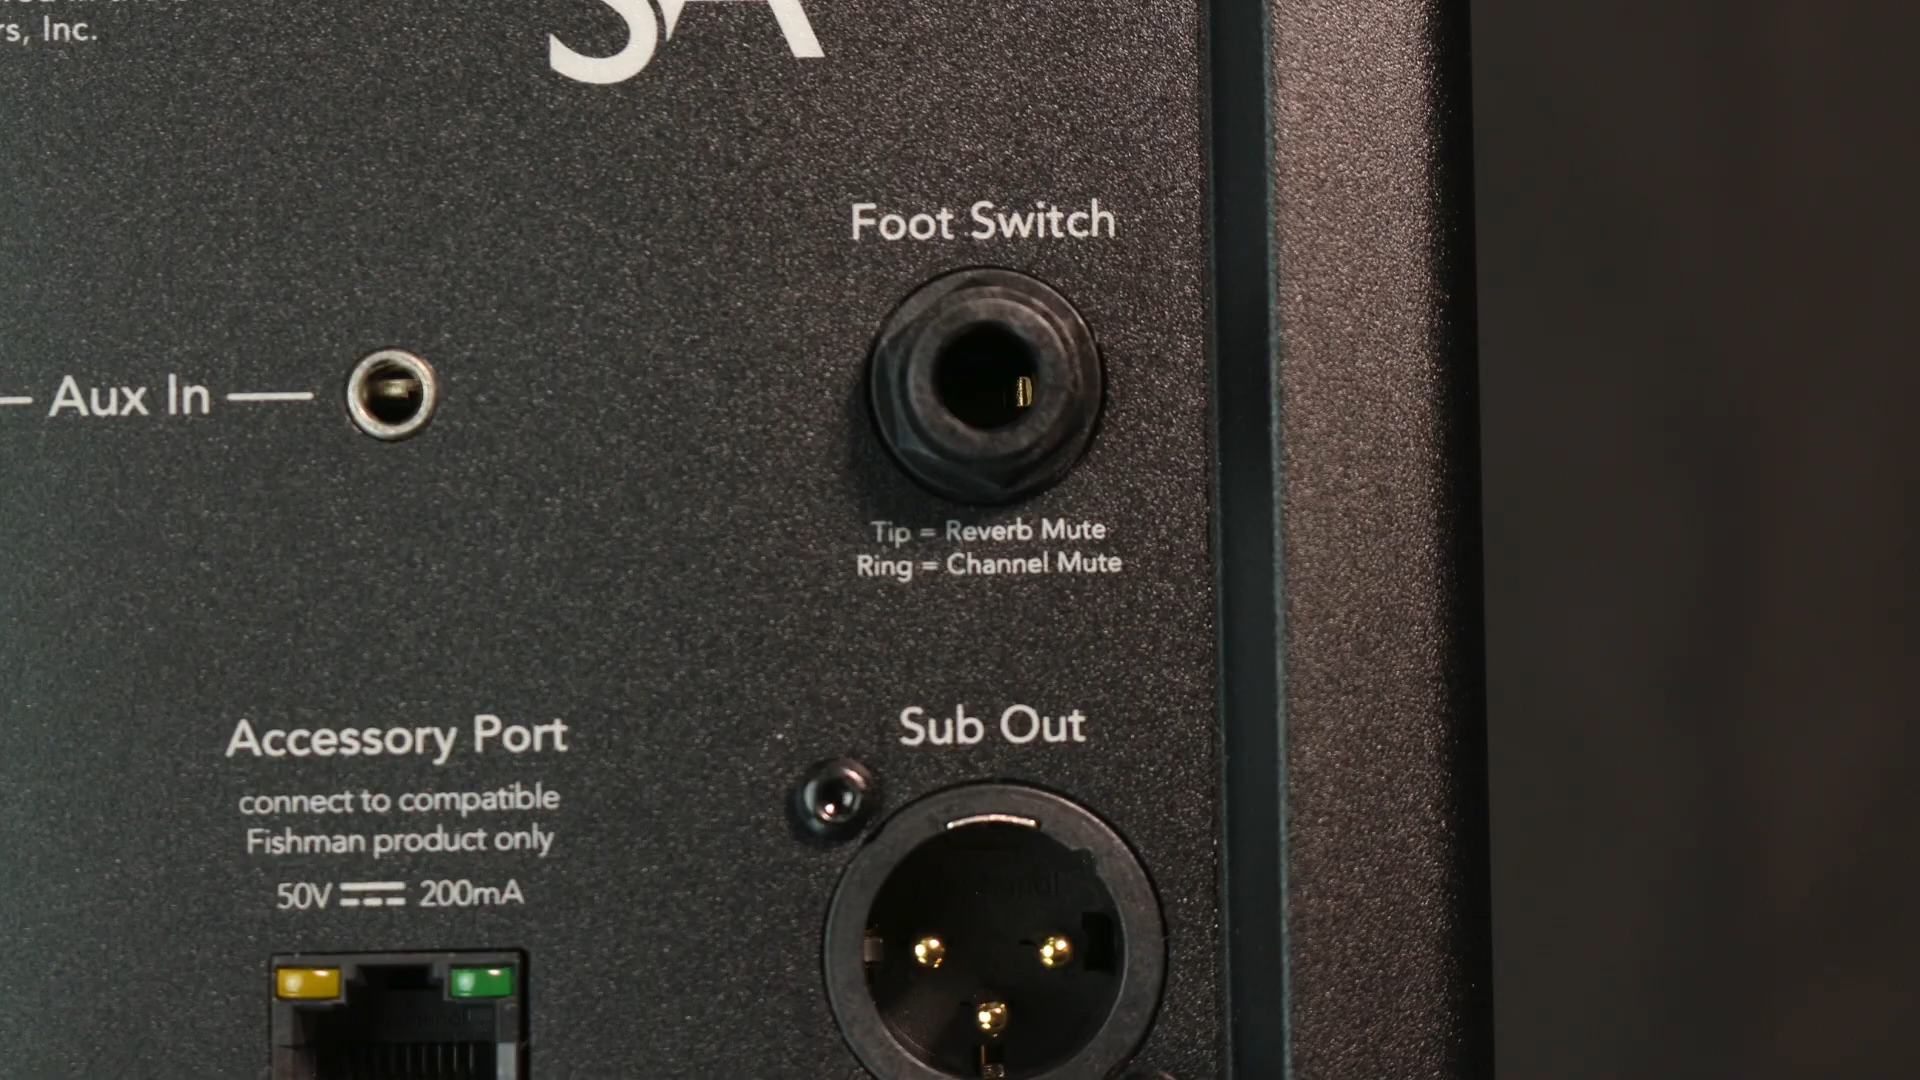 rs, Inc.
SA
Foot Switch
Aux In
Tip = Reverb Mute
Ring = Channel Mute
Accessory Port
connect to compatible
Fishman product only
50V 200mA
Sub Out